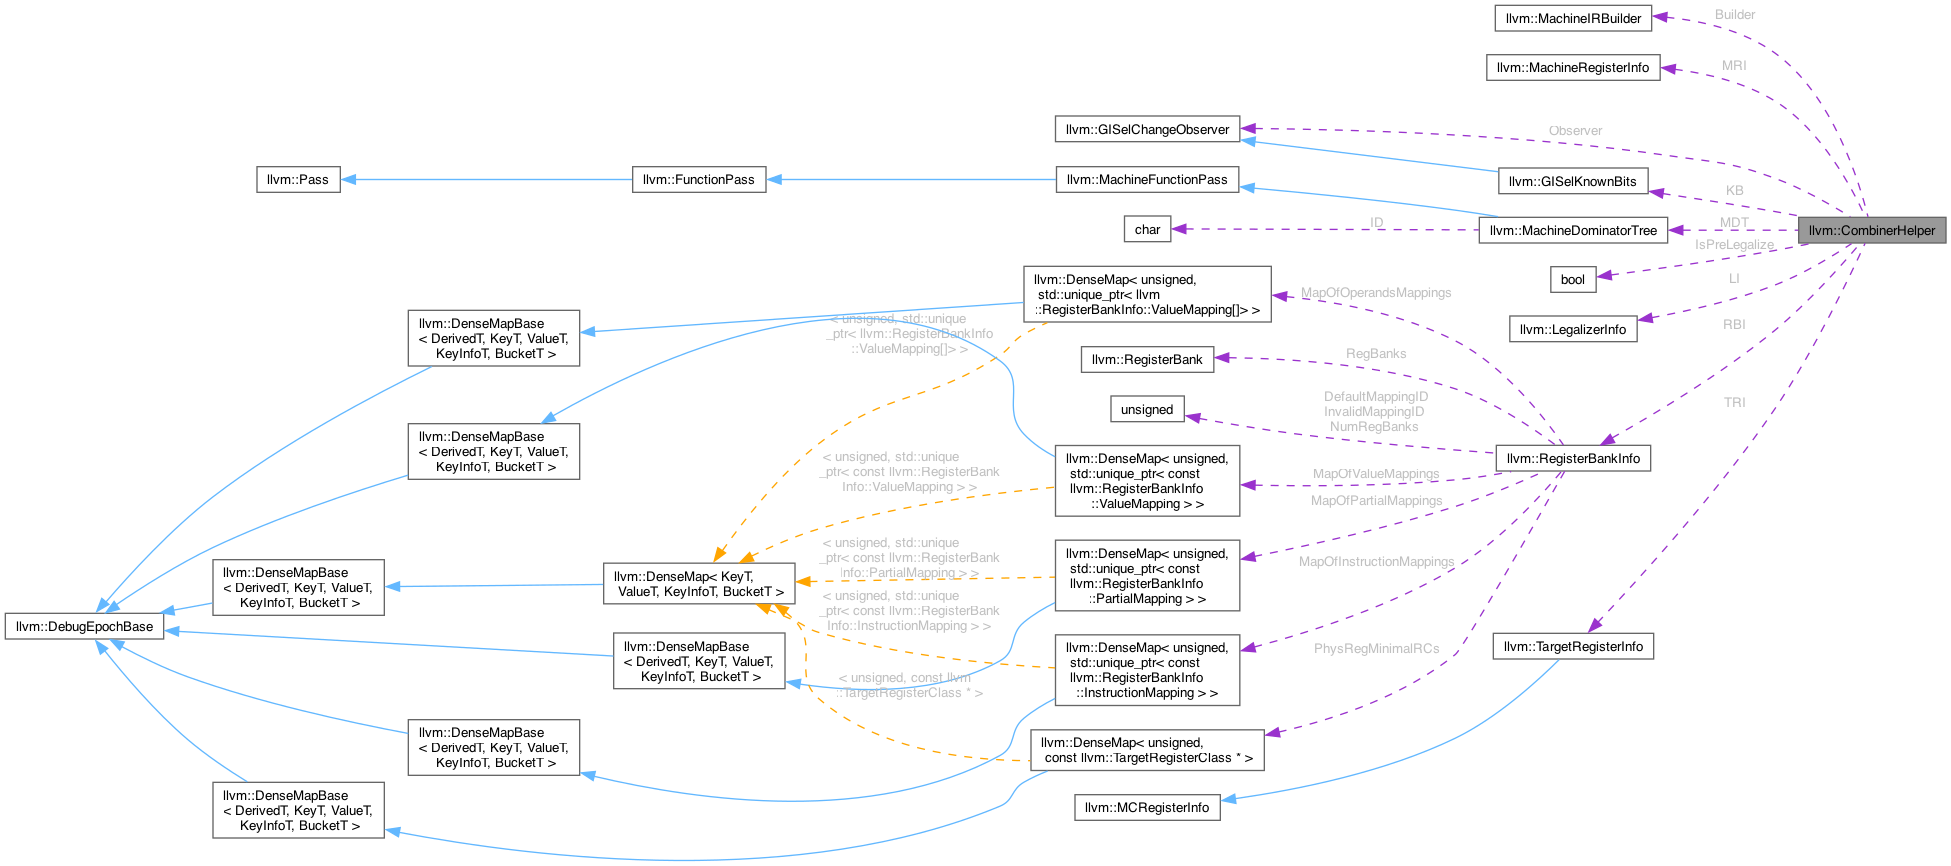 llvm::MachineIRBuilder
Builder
llvm::MachineRegisterInfo
MRI
llvm::GISelChangeObserver
Observer
llvm::Pass
llvm::FunctionPass
llvm::MachineFunctionPass
llvm::GISelKnownBits
KB
char
ID
llvm::MachineDominatorTree
MDT
llvm::CombinerHelper
IsPreLegalize
bool
LI
llvm::LegalizerInfo
RBI
TRI
llvm::DenseMap< unsigned,
std::unique_ptr< llvm
::RegisterBankInfo::ValueMapping[]> >
MapOfOperandsMappings
llvm::DenseMapBase
< DerivedT, KeyT, ValueT,
KeyInfoT, BucketT >
< unsigned, std::unique
_ptr< llvm::RegisterBankInfo
::ValueMapping[]> >
llvm::RegisterBank
RegBanks
unsigned
DefaultMappingID
InvalidMappingID
NumRegBanks
llvm::DenseMapBase
< DerivedT, KeyT, ValueT,
KeyInfoT, BucketT >
< unsigned, std::unique
_ptr< const llvm::RegisterBank
Info::ValueMapping > >
llvm::DenseMap< unsigned,
std::unique_ptr< const
llvm::RegisterBankInfo
::ValueMapping > >
MapOfValueMappings
MapOfPartialMappings
llvm::RegisterBankInfo
llvm::DenseMapBase
< DerivedT, KeyT, ValueT,
KeyInfoT, BucketT >
llvm::DenseMap< KeyT,
ValueT, KeyInfoT, BucketT >
< unsigned, std::unique
_ptr< const llvm::RegisterBank
Info::PartialMapping > >
llvm::DenseMap< unsigned,
std::unique_ptr< const
llvm::RegisterBankInfo
::PartialMapping > >
MapOfInstructionMappings
llvm::DebugEpochBase
llvm::DenseMapBase
< DerivedT, KeyT, ValueT,
KeyInfoT, BucketT >
< unsigned, std::unique
_ptr< const llvm::RegisterBank
Info::InstructionMapping > >
llvm::DenseMap< unsigned,
std::unique_ptr< const
llvm::RegisterBankInfo
::InstructionMapping > >
PhysRegMinimalRCs
llvm::TargetRegisterInfo
< unsigned, const llvm
::TargetRegisterClass * >
llvm::DenseMapBase
< DerivedT, KeyT, ValueT,
KeyInfoT, BucketT >
llvm::DenseMap< unsigned,
const llvm::TargetRegisterClass * >
llvm::DenseMapBase
< DerivedT, KeyT, ValueT,
KeyInfoT, BucketT >
llvm::MCRegisterInfo